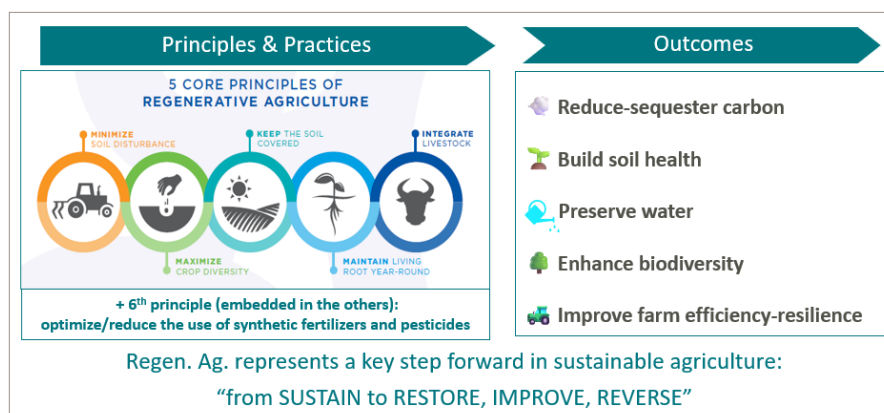 Principles & Practices
5 CORE PRINCIPLES OF
REGENERATIVE AGRICULTURE
MINIMIZE
SOIL DISTURBANCE
KEEP THE SOIL
COVERED
INTEGRATE
LIVESTOCK
MAXIMIZE
CROP DIVERSITY
MAINTAIN LIVING
ROOT YEAR-ROUND
+ 6th principle (embedded in the others):
optimize/reduce the use of synthetic fertilizers and pesticides
Outcomes
Reduce-sequester carbon
Build soil health
Preserve water
Enhance biodiversity
Improve farm efficiency-resilience
Regen. Ag. represents a key step forward in sustainable agriculture:
“from SUSTAIN to RESTORE, IMPROVE, REVERSE”